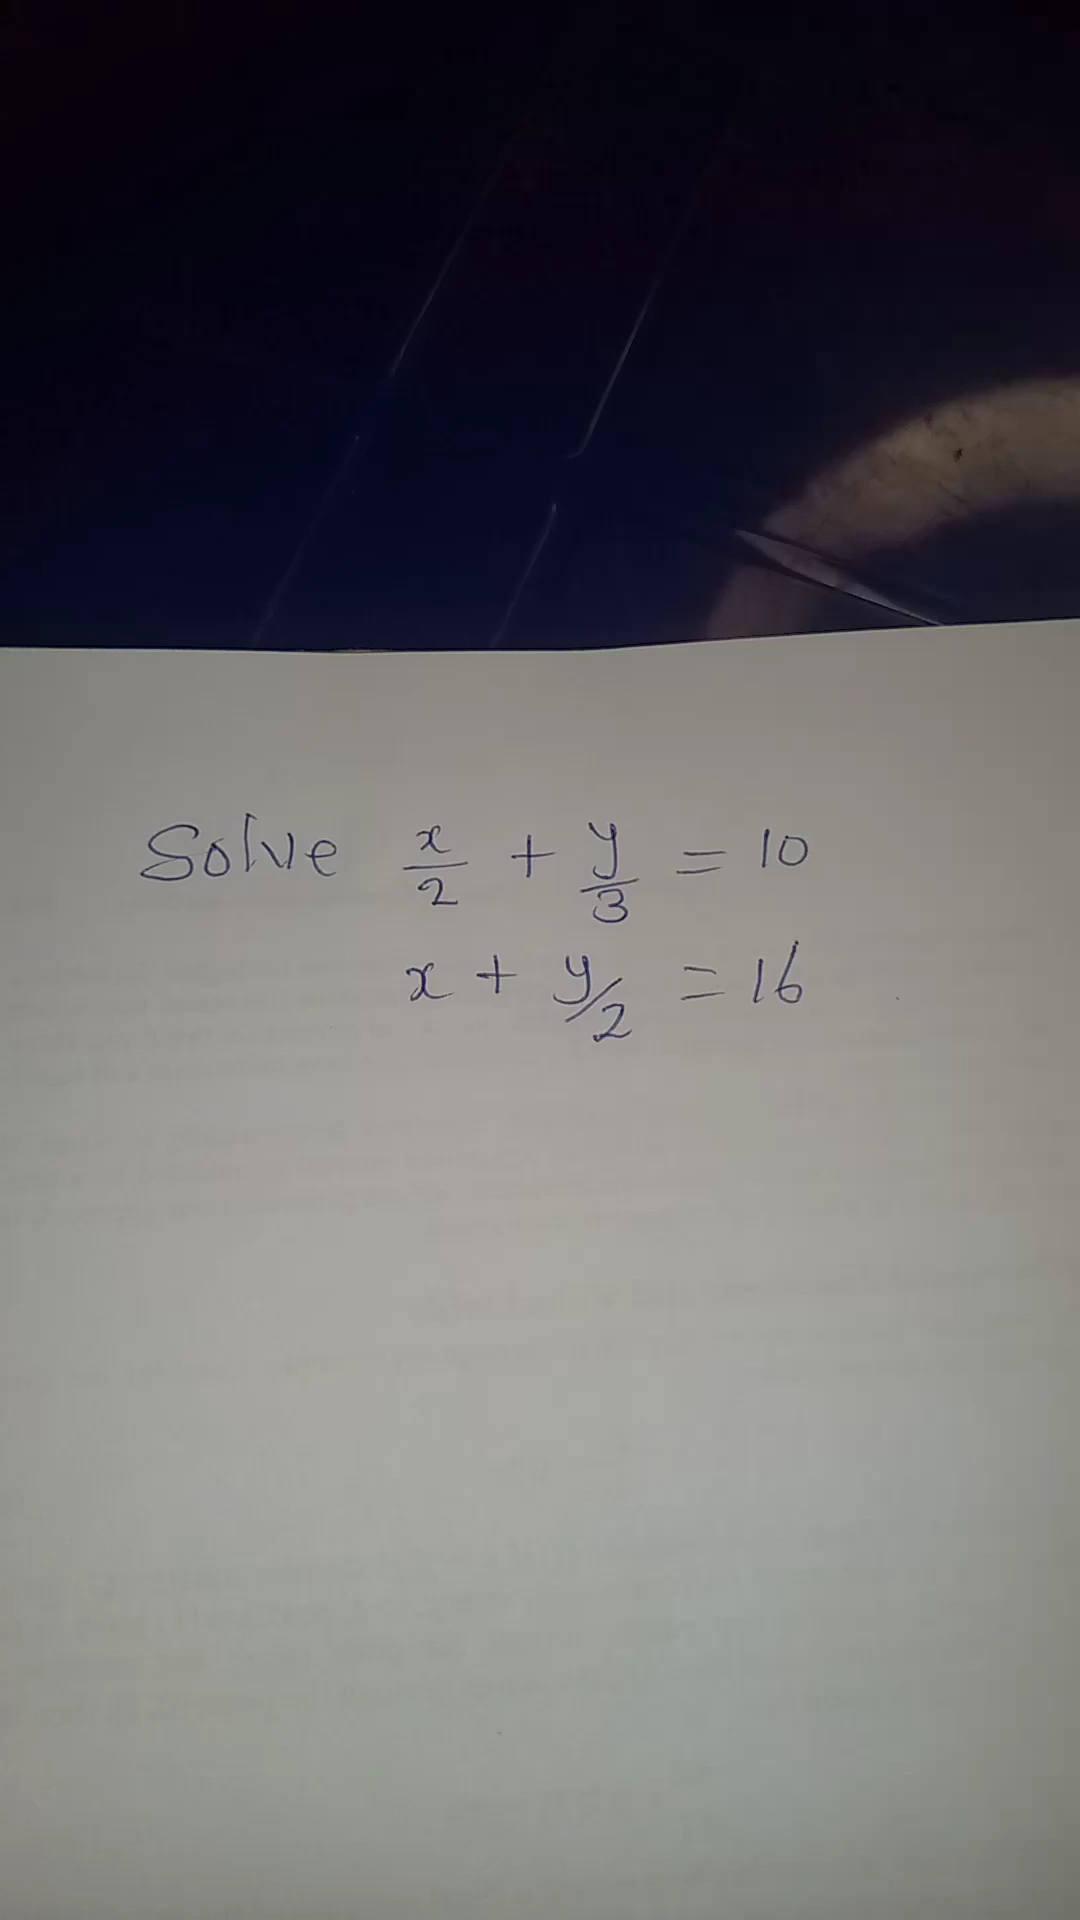 Solve x/2 + y/3 = 10
x + y/2 = 16